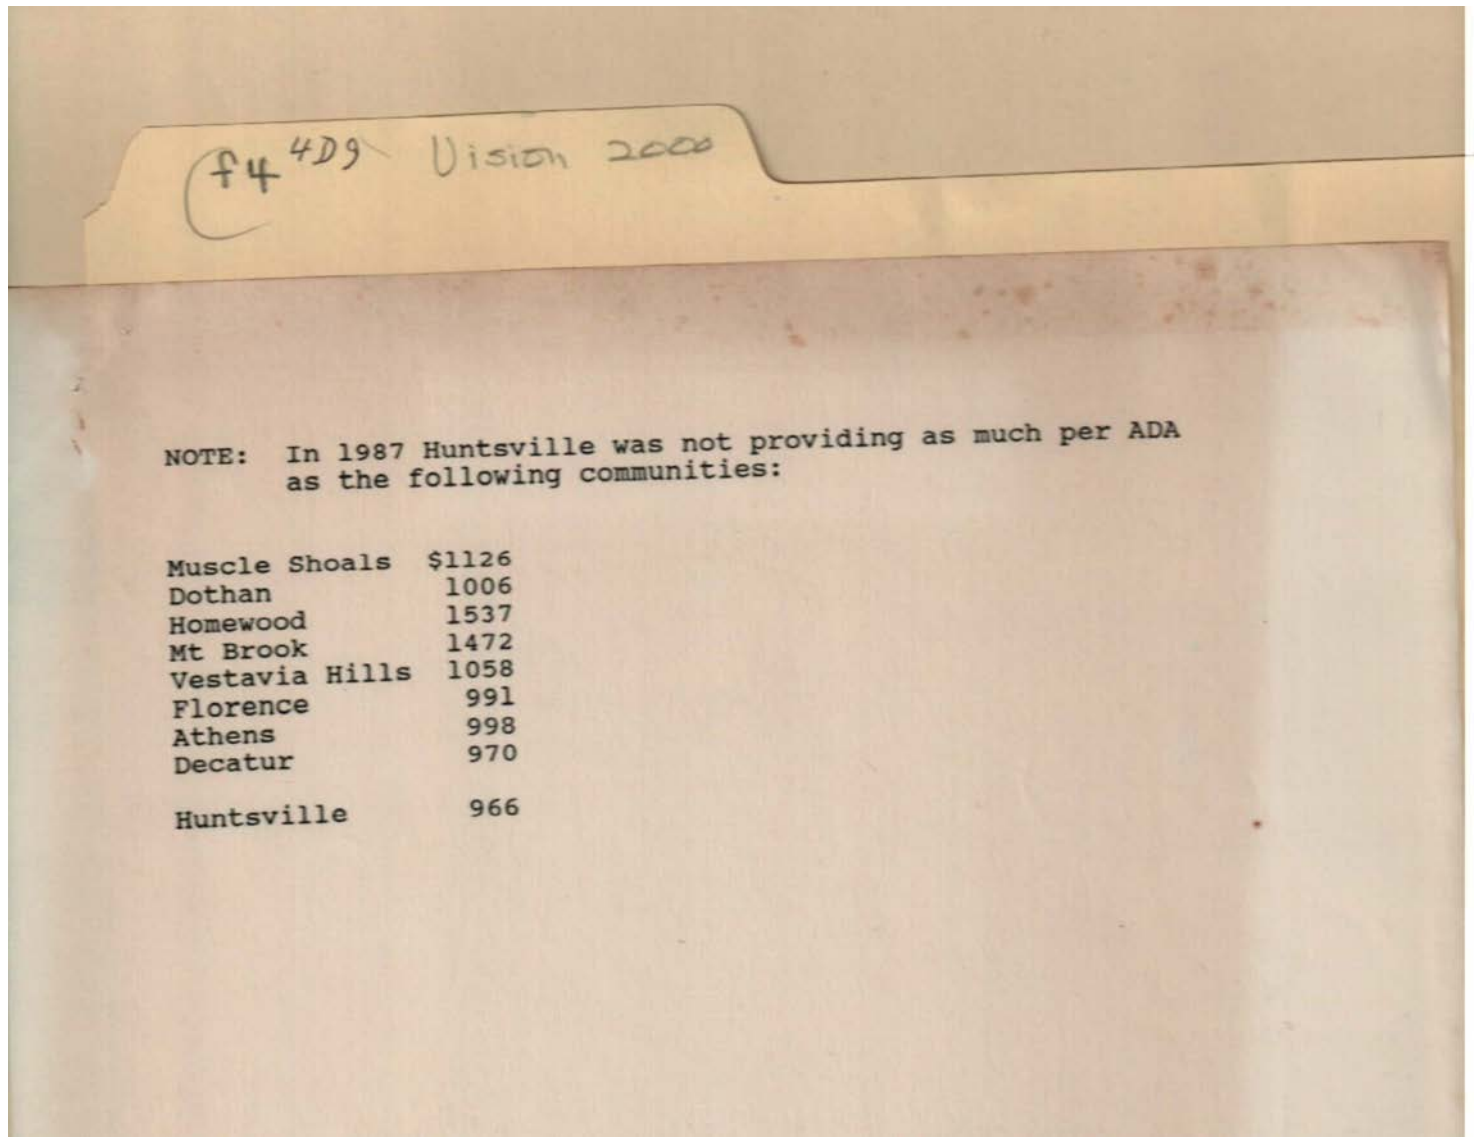 f4 4D9 Vision 2000
NOTE: In 1987 Huntsville was not providing as much per ADA
as the following communities:
Muscle Shoals $1126
Dothan 1006
Homewood 1537
Mt Brook 1472
Vestavia Hills 1058
Florence 991
Athens 998
Decatur 970
Huntsville 966